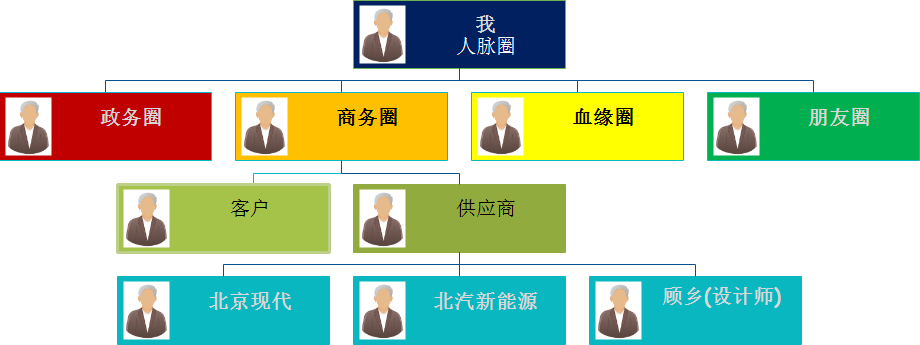 我
人脉圈
政务圈
商务圈
血缘圈
朋友圈
客户
供应商
北京现代
北汽新能源
顾乡(设计师)